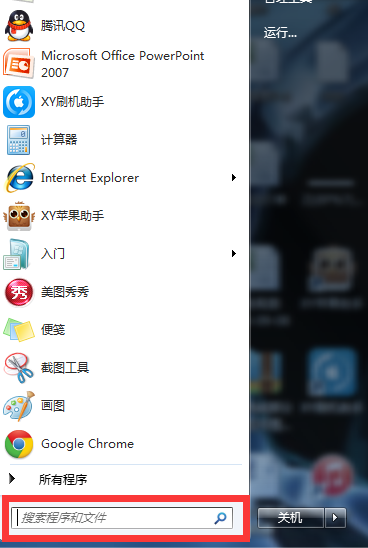 腾讯QQ
运行...
Microsoft Office PowerPoint
2007
XY刷机助手
计算器
Internet Explorer
XY苹果助手
入门
美图秀秀
便笺
截图工具
画图
Google Chrome
所有程序
搜索程序和文件
关机